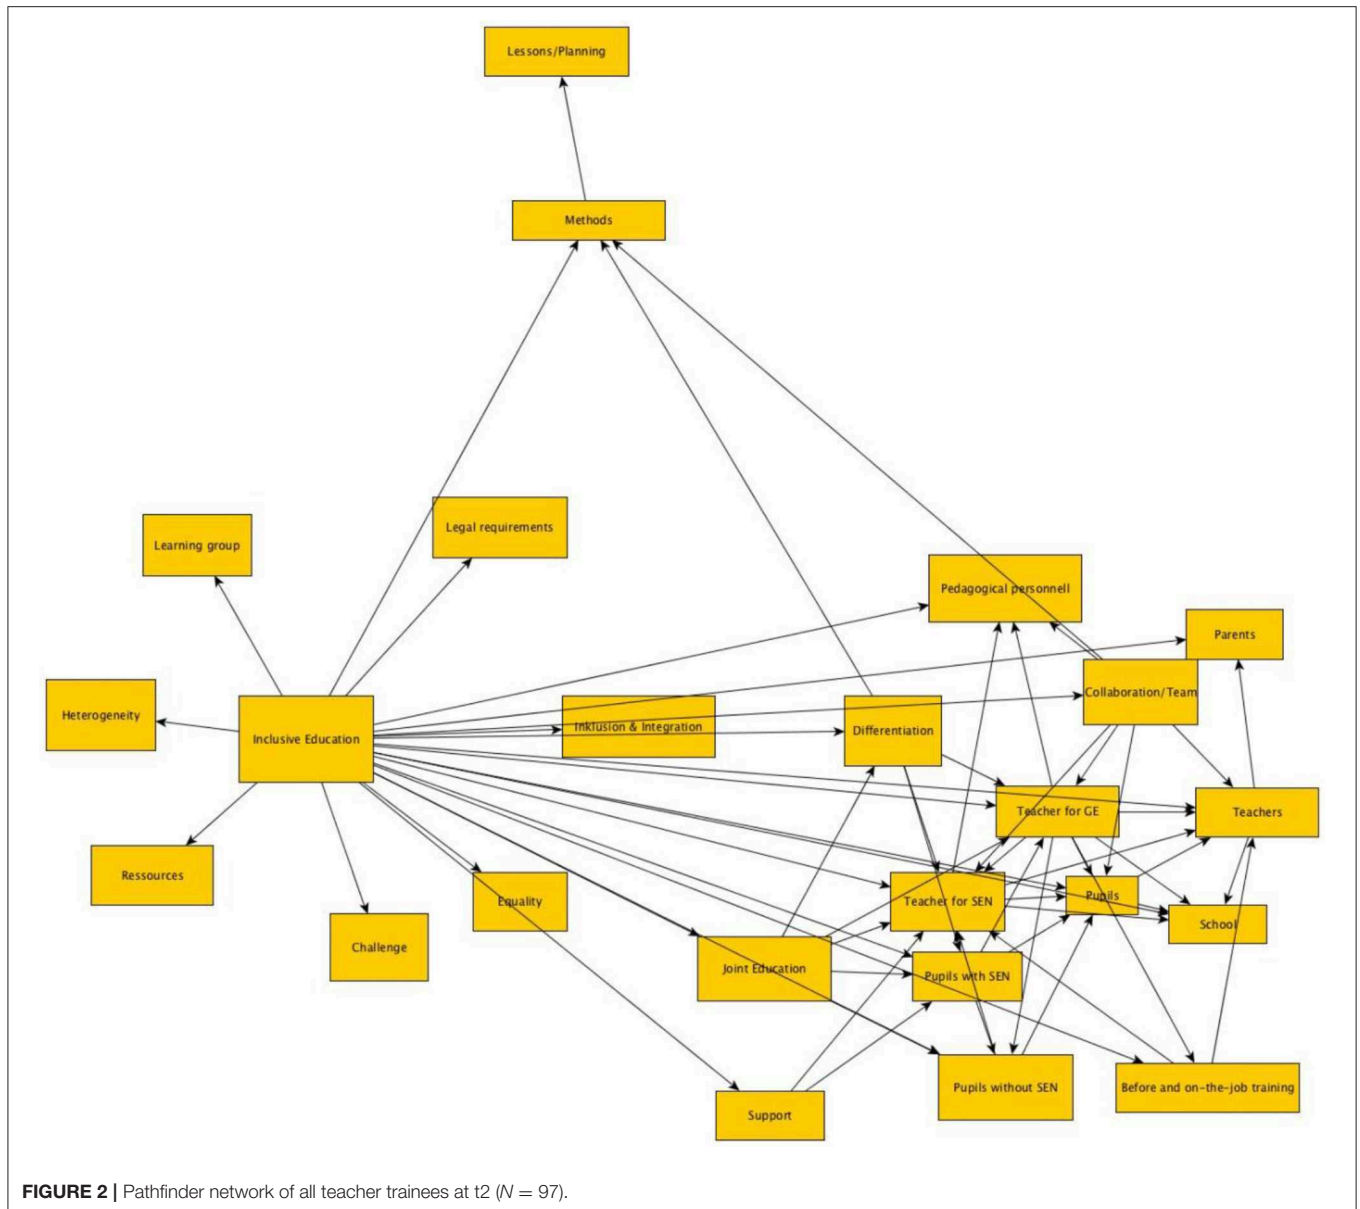 Lessons/Planning
Methods
Legal requirements
Learning group
Pedagogical personnell
Parents
Collaboration/Team
Heterogeneity
Inclusive Education
Inklusion & Integration
Differentiation
Teacher for GE
Teachers
Ressources
Equality
Teacher for SEN
Pupils
School
Challenge
Joint Education
Pupils with SEN
Pupils without SEN
Before and on-the-job training
Support
FIGURE 2 | Pathfinder network of all teacher trainees at t2 (N = 97).